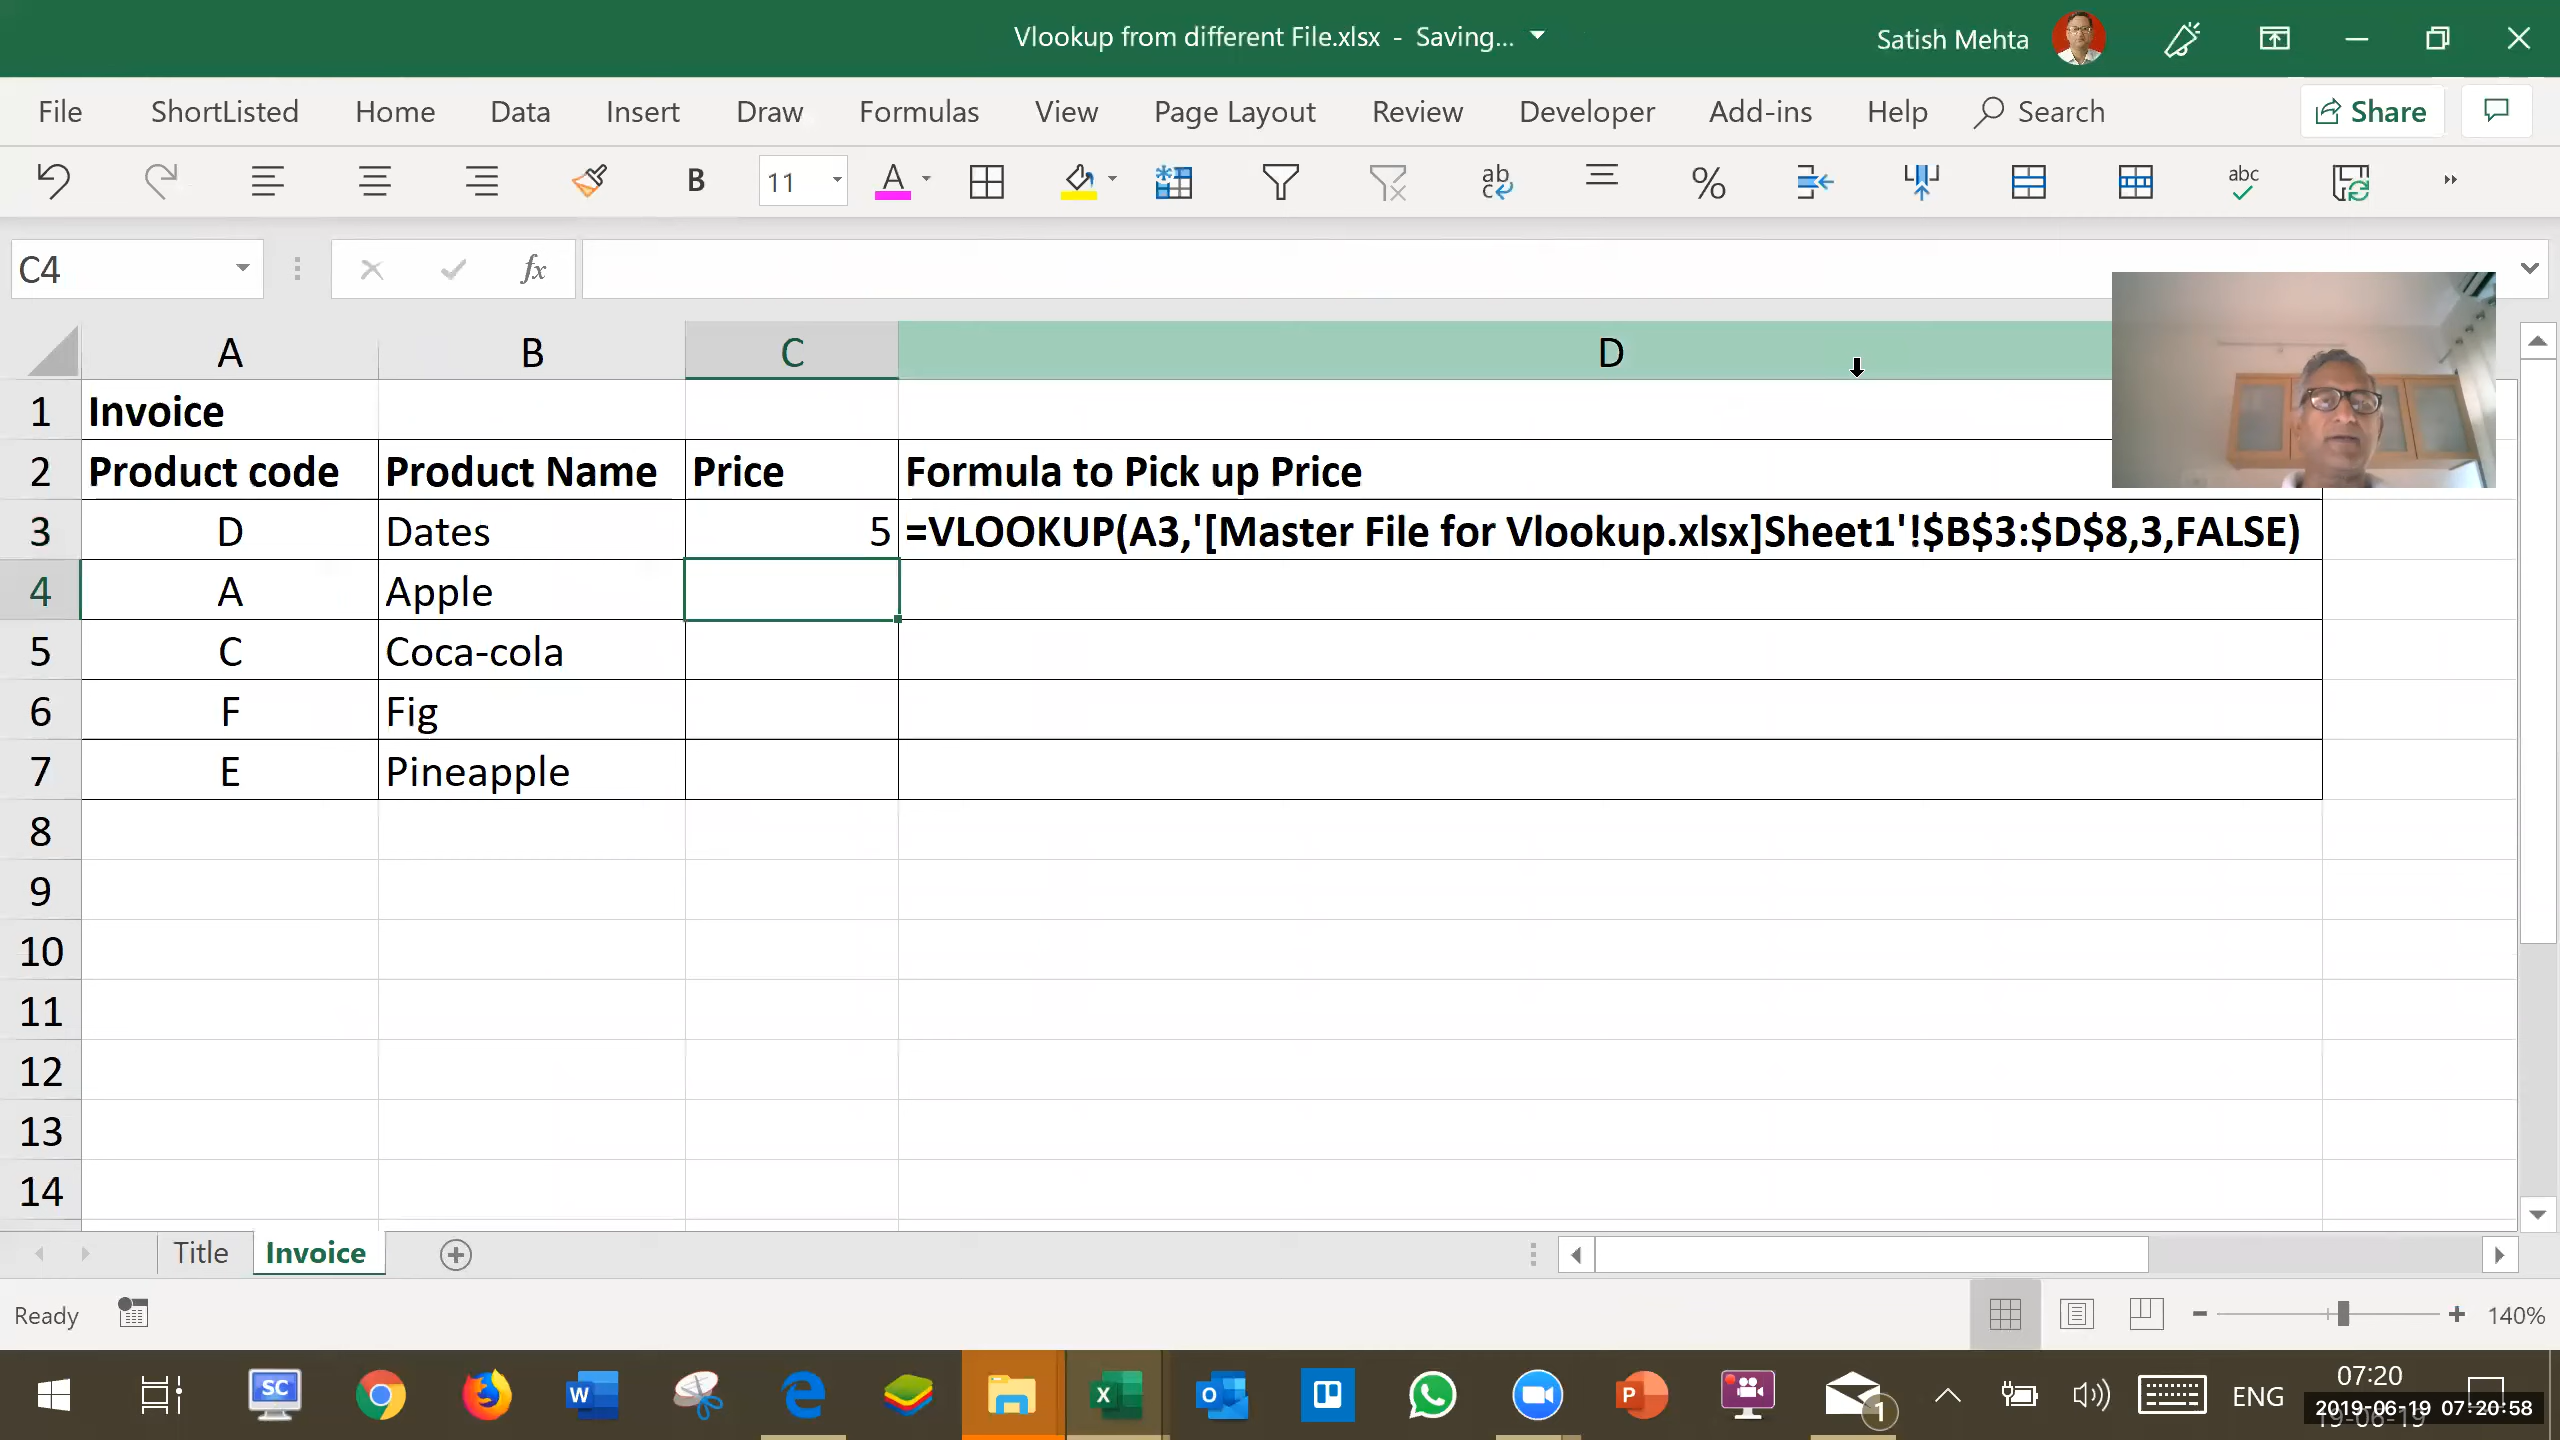 Vlookup from different File.xlsx - Saving...
Satish Mehta
File ShortListed Home Data Insert Draw Formulas View Page Layout Review Developer Add-ins Help Search Share
B 11 A ab c % abc
C4 fx
A B C D
1 Invoice
2 Product code Product Name Price Formula to Pick up Price
3 D Dates 5 =VLOOKUP(A3,'[Master File for Vlookup.xlsx]Sheet1'!$B$3:$D$8,3,FALSE)
4 A Apple
5 C Coca-cola
6 F Fig
7 E Pineapple
8
9
10
11
12
13
14
Title Invoice
Ready 140%
SC W e X O P 1 ENG 07:20
2019-06-19 07:20:58
19-06-19